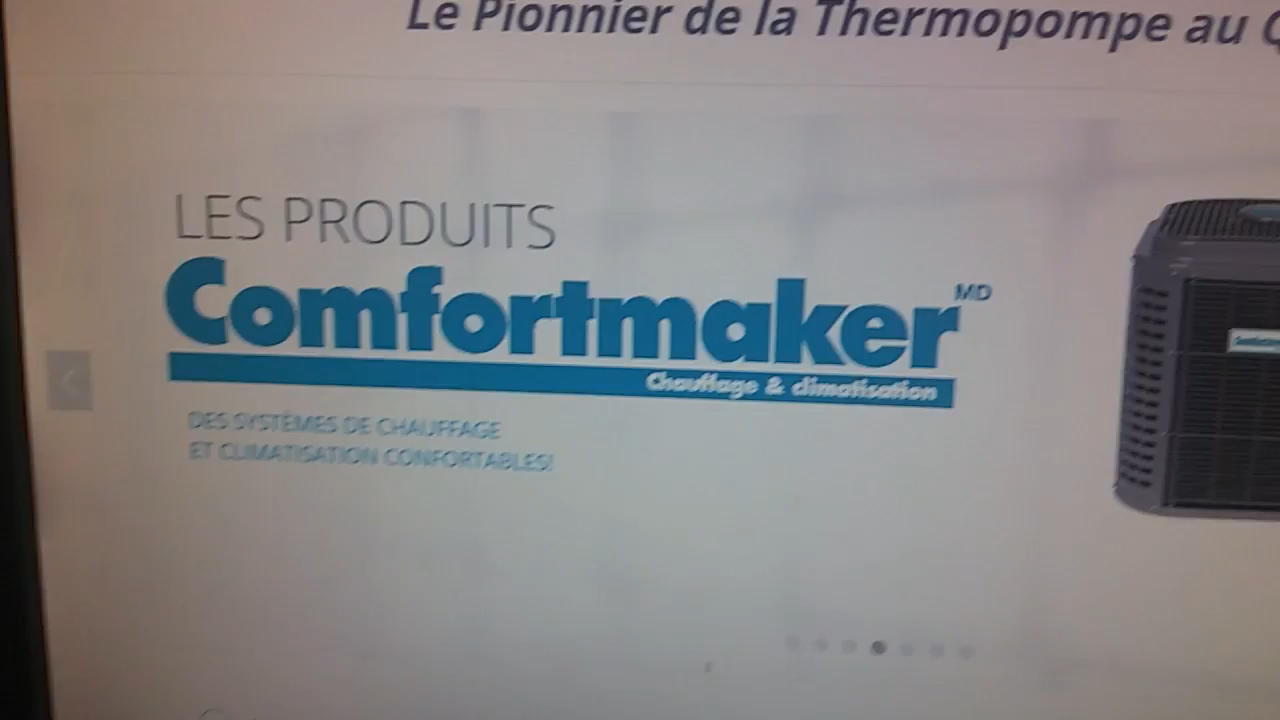 Le Pionnier de la Thermopompe au
LES PRODUITS
Comfortmaker MD
Chauffage & climatisation
DES SYSTÈMES DE CHAUFFAGE
ET CLIMATISATION CONFORTABLES!